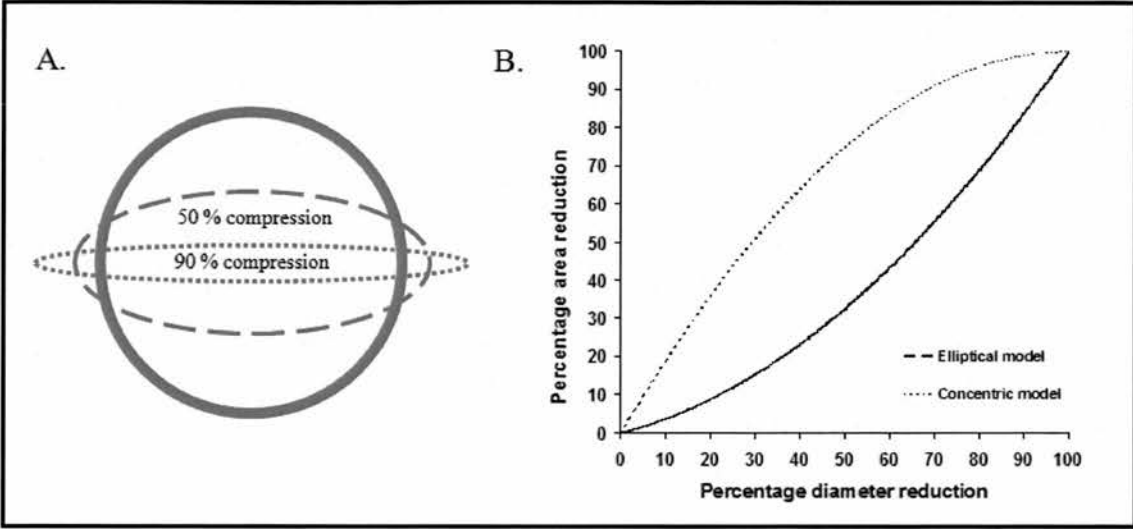 A.
50 % compression
90 % compression
B.
Percentage area reduction
100
90
80
70
60
50
40
30
20
10
0
0 10 20 30 40 50 60 70 80 90 100
Percentage diameter reduction
Elliptical model
Concentric model